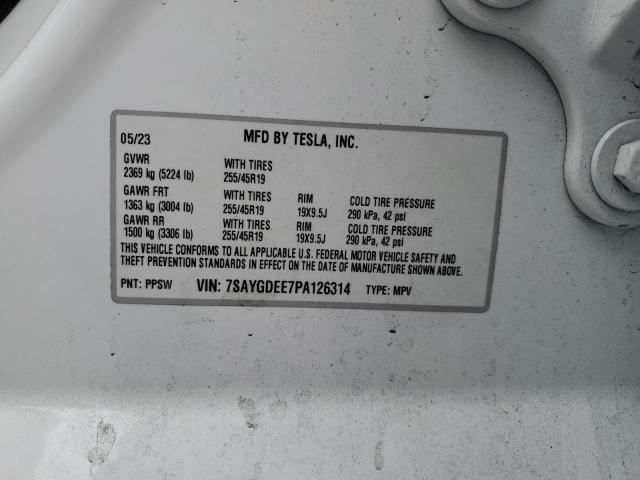 05/23 MFD BY TESLA, INC.
GVWR WITH TIRES
2369 kg (5224 lb) 255/45R19
GAWR FRT WITH TIRES RIM COLD TIRE PRESSURE
1363 kg (3004 lb) 255/45R19 19X9.5J 290 kPa, 42 psi
GAWR RR WITH TIRES RIM COLD TIRE PRESSURE
1500 kg (3306 lb) 255/45R19 19X9.5J 290 kPa, 42 psi
THIS VEHICLE CONFORMS TO ALL APPLICABLE U.S. FEDERAL MOTOR VEHICLE SAFETY AND
THEFT PREVENTION STANDARDS IN EFFECT ON THE DATE OF MANUFACTURE SHOWN ABOVE.
PNT: PPSW VIN: 7SAYGDEE7PA126314 TYPE: MPV